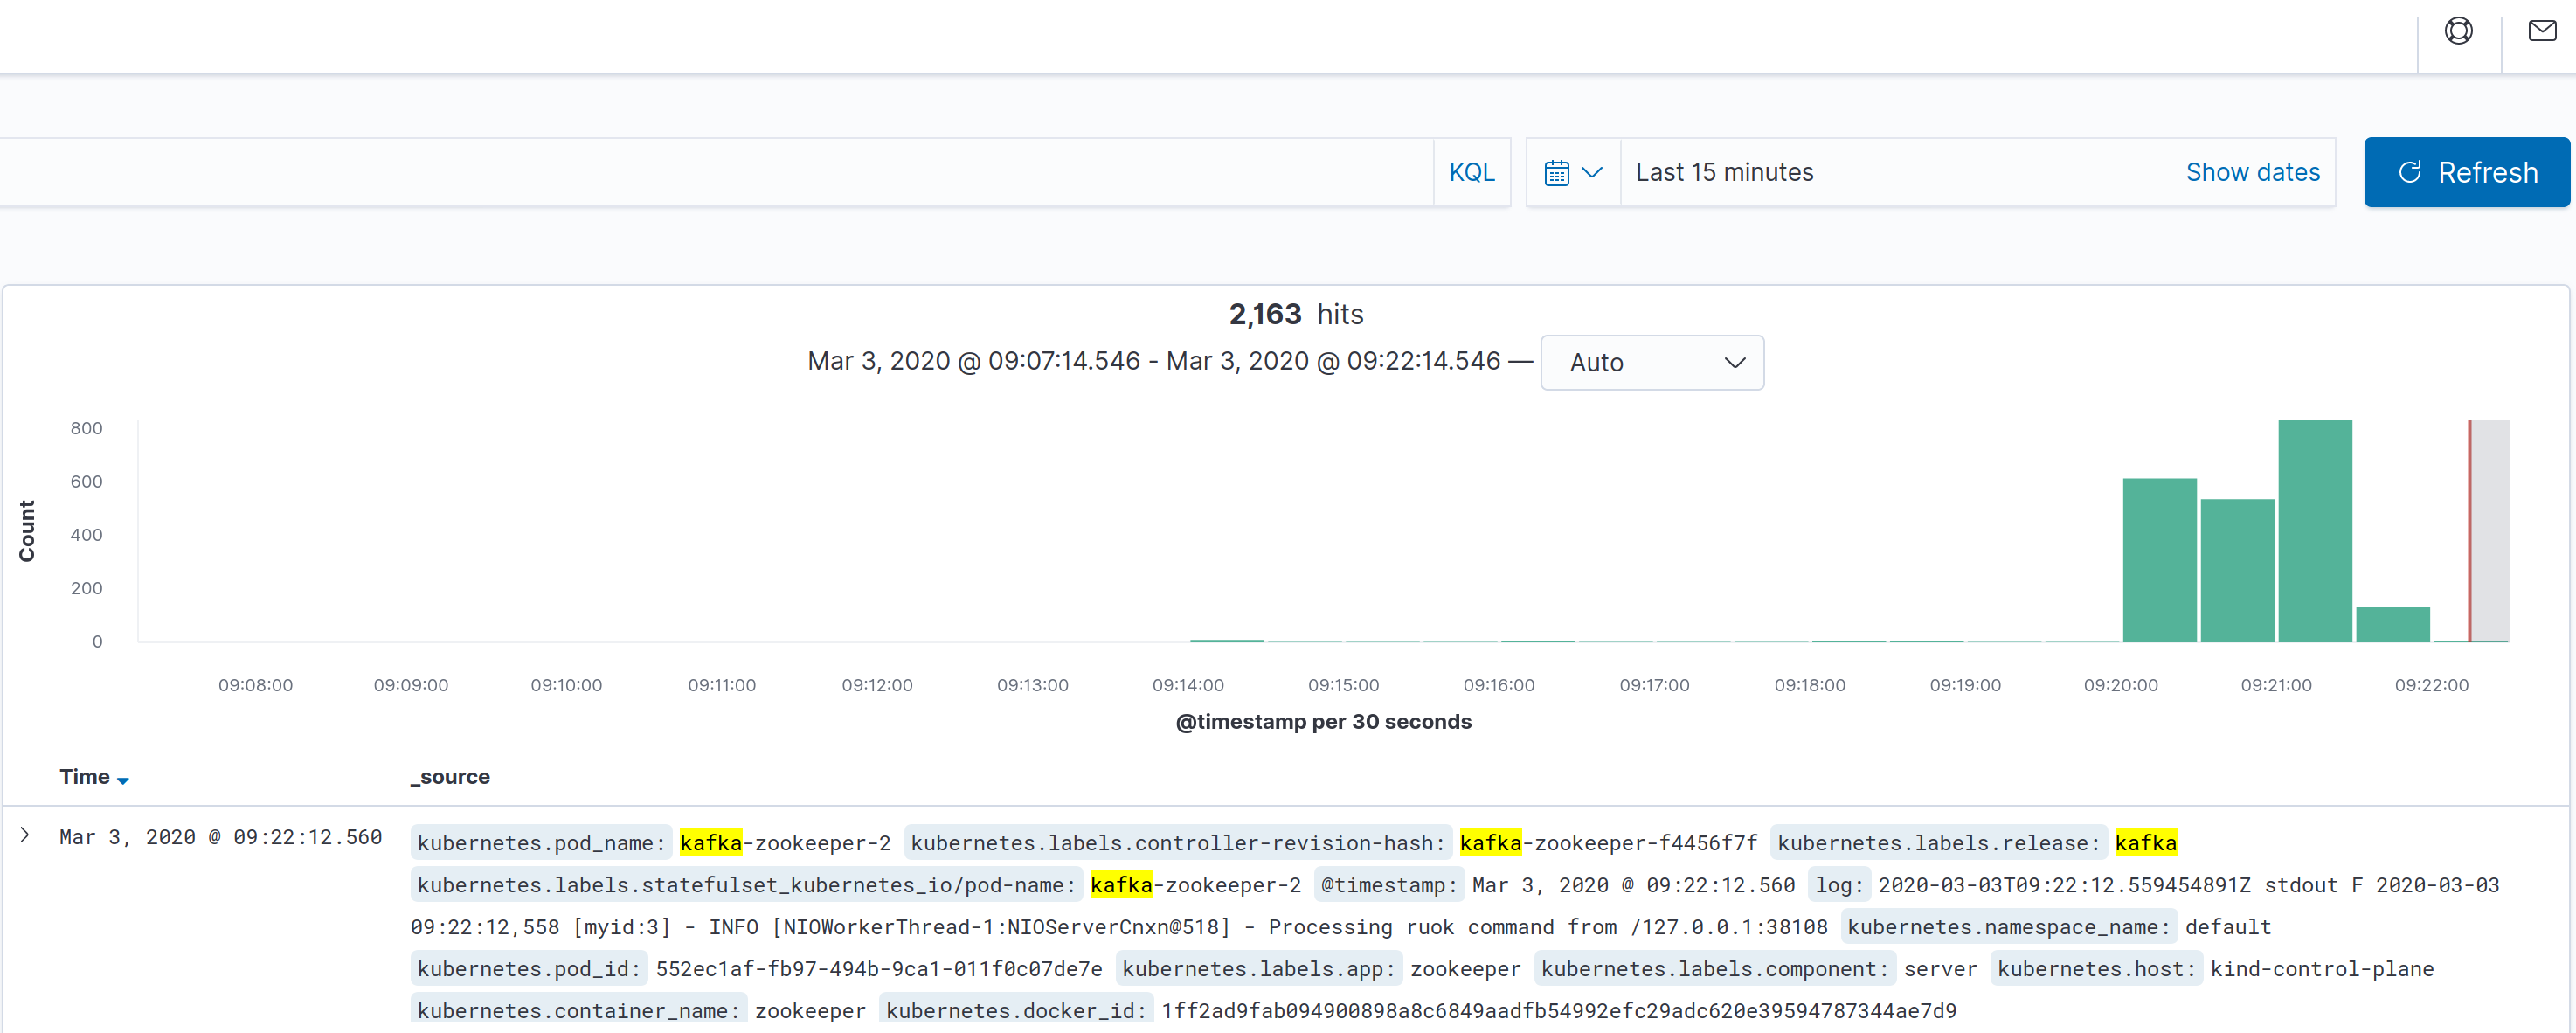 KQL Last 15 minutes Show dates Refresh
2,163 hits
Mar 3, 2020 @ 09:07:14.546 - Mar 3, 2020 @ 09:22:14.546 — Auto
800
600
400
200
0
Count
09:08:00 09:09:00 09:10:00 09:11:00 09:12:00 09:13:00 09:14:00 09:15:00 09:16:00 09:17:00 09:18:00 09:19:00 09:20:00 09:21:00 09:22:00
@timestamp per 30 seconds
Time _source
Mar 3, 2020 @ 09:22:12.560 kubernetes.pod_name: kafka-zookeeper-2 kubernetes.labels.controller-revision-hash: kafka-zookeeper-f4456f7f kubernetes.labels.release: kafka
kubernetes.labels.statefulset_kubernetes_io/pod-name: kafka-zookeeper-2 @timestamp: Mar 3, 2020 @ 09:22:12.560 log: 2020-03-03T09:22:12.559454891Z stdout F 2020-03-03
09:22:12,558 [myid:3] - INFO [NIOWorkerThread-1:NIOServerCnxn@518] - Processing ruok command from /127.0.0.1:38108 kubernetes.namespace_name: default
kubernetes.pod_id: 552ec1af-fb97-494b-9ca1-011f0c07de7e kubernetes.labels.app: zookeeper kubernetes.labels.component: server kubernetes.host: kind-control-plane
kubernetes.container_name: zookeeper kubernetes.docker_id: 1ff2ad9fab094900898a8c6849aadfb54992efc29adc620e39594787344ae7d9